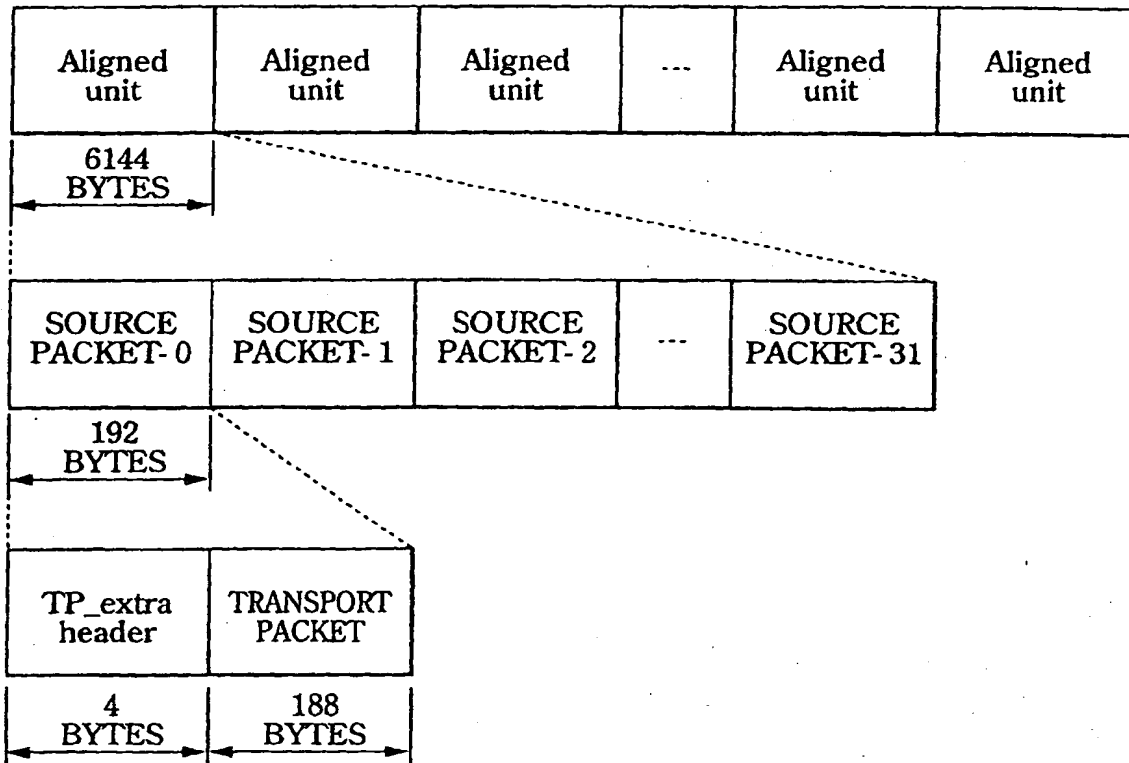 Aligned unit
Aligned unit
Aligned unit
---
Aligned unit
Aligned unit
6144
BYTES
SOURCE PACKET- 0
SOURCE PACKET- 1
SOURCE PACKET- 2
---
SOURCE PACKET- 31
192
BYTES
TP_extra header
TRANSPORT PACKET
4
BYTES
188
BYTES